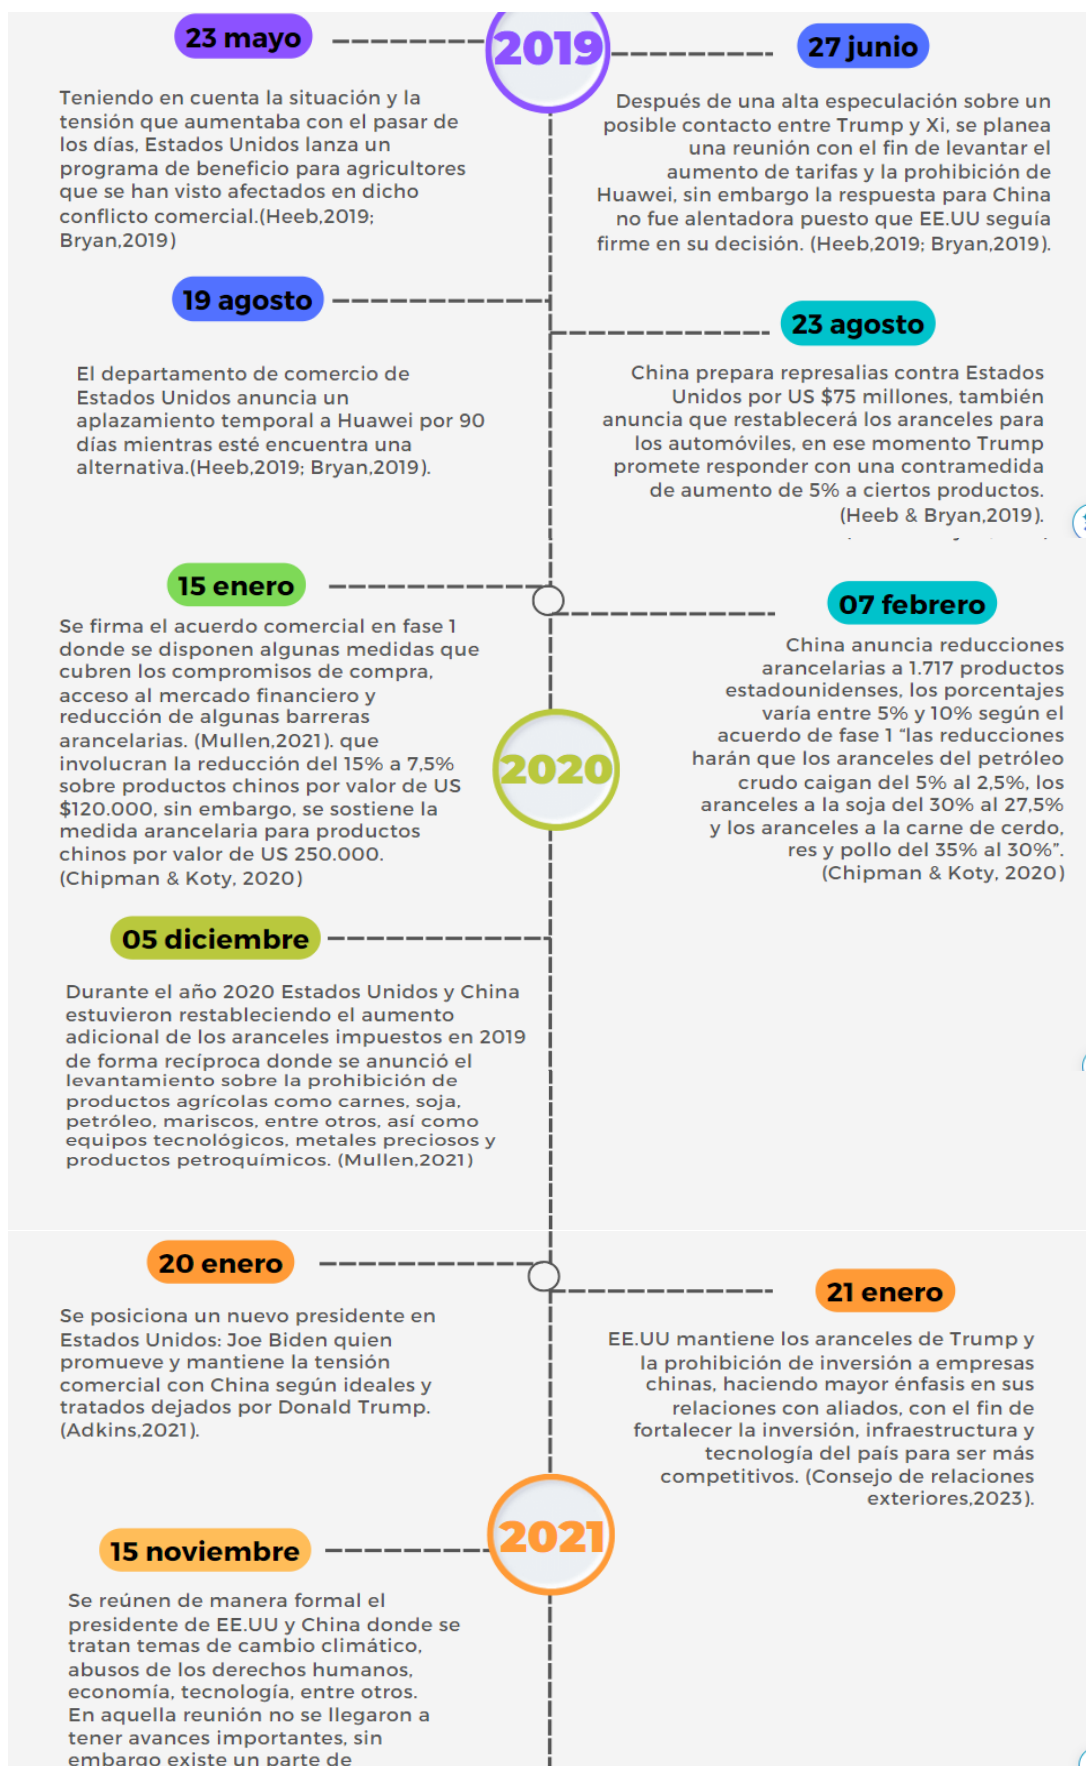 23 mayo
2019
27 junio
Teniendo en cuenta la situación y la
tensión que aumentaba con el pasar de
los días, Estados Unidos lanza un
programa de beneficio para agricultores
que se han visto afectados en dicho
conflicto comercial.(Heeb,2019;
Bryan,2019)
Después de una alta especulación sobre un
posible contacto entre Trump y Xi, se planea
una reunión con el fin de levantar el
aumento de tarifas y la prohibición de
Huawei, sin embargo la respuesta para China
no fue alentadora puesto que EE.UU seguía
firme en su decisión. (Heeb,2019; Bryan,2019).
19 agosto
El departamento de comercio de
Estados Unidos anuncia un
aplazamiento temporal a Huawei por 90
días mientras esté encuentra una
alternativa.(Heeb,2019; Bryan,2019).
23 agosto
China prepara represalias contra Estados
Unidos por US $75 millones, también
anuncia que restablecerá los aranceles para
los automóviles, en ese momento Trump
promete responder con una contramedida
de aumento de 5% a ciertos productos.
(Heeb & Bryan,2019).
15 enero
Se firma el acuerdo comercial en fase 1
donde se disponen algunas medidas que
cubren los compromisos de compra,
acceso al mercado financiero y
reducción de algunas barreras
arancelarias. (Mullen,2021). que
involucran la reducción del 15% a 7,5%
sobre productos chinos por valor de US
$120.000, sin embargo, se sostiene la
medida arancelaria para productos
chinos por valor de US 250.000.
(Chipman & Koty, 2020)
07 febrero
China anuncia reducciones
arancelarias a 1.717 productos
estadounidenses, los porcentajes
varía entre 5% y 10% según el
acuerdo de fase 1 “las reducciones
harán que los aranceles del petróleo
crudo caigan del 5% al 2,5%, los
aranceles a la soja del 30% al 27,5%
y los aranceles a la carne de cerdo,
res y pollo del 35% al 30%”.
(Chipman & Koty, 2020)
2020
05 diciembre
Durante el año 2020 Estados Unidos y China
estuvieron restableciendo el aumento
adicional de los aranceles impuestos en 2019
de forma recíproca donde se anunció el
levantamiento sobre la prohibición de
productos agrícolas como carnes, soja,
petróleo, mariscos, entre otros, así como
equipos tecnológicos, metales preciosos y
productos petroquímicos. (Mullen,2021)
20 enero
Se posiciona un nuevo presidente en
Estados Unidos: Joe Biden quien
promueve y mantiene la tensión
comercial con China según ideales y
tratados dejados por Donald Trump.
(Adkins,2021).
21 enero
EE.UU mantiene los aranceles de Trump y
la prohibición de inversión a empresas
chinas, haciendo mayor énfasis en sus
relaciones con aliados, con el fin de
fortalecer la inversión, infraestructura y
tecnología del país para ser más
competitivos. (Consejo de relaciones
exteriores,2023).
2021
15 noviembre
Se reúnen de manera formal el
presidente de EE.UU y China donde se
tratan temas de cambio climático,
abusos de los derechos humanos,
economía, tecnología, entre otros.
En aquella reunión no se llegaron a
tener avances importantes, sin
embargo existe un parte de